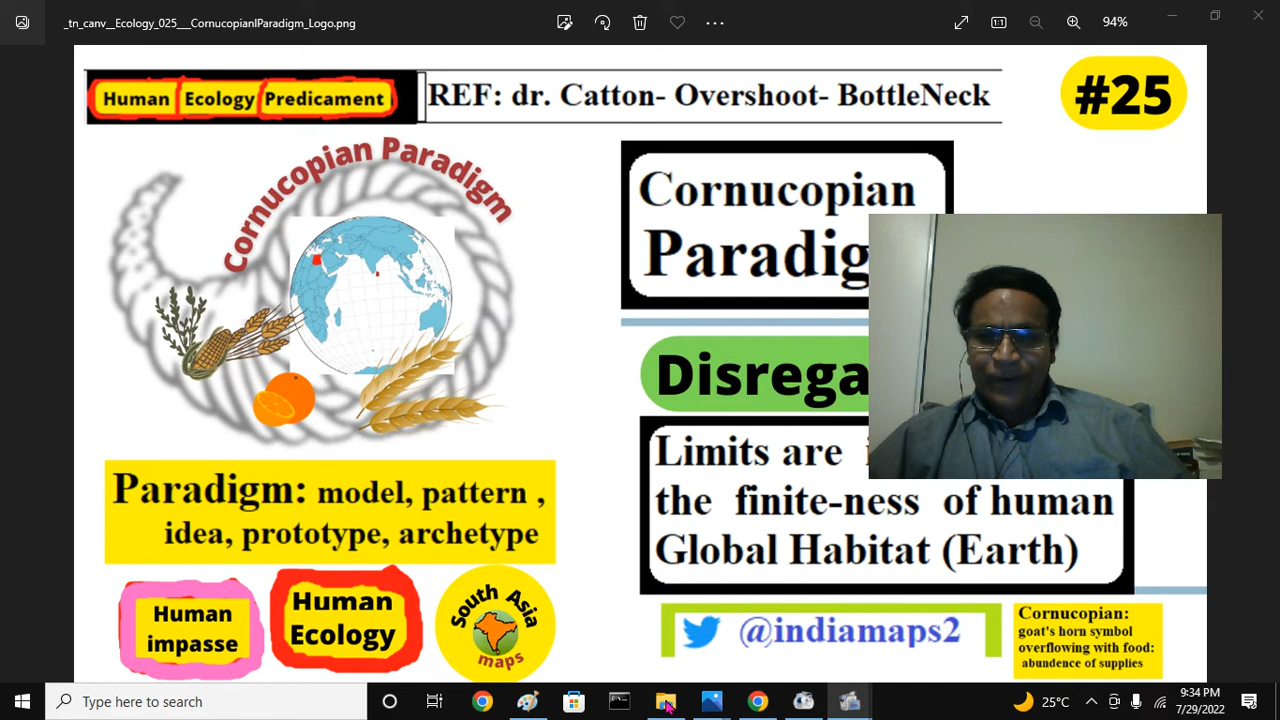 _tn_canv__Ecology_025___CornucopianIParadigm_Logo.png
94%
Human Ecology Predicament
REF: dr. Catton- Overshoot- BottleNeck
#25
Cornucopian Paradigm
Cornucopian
Paradig
Disrega
Limits are
the finite-ness of human
Global Habitat (Earth)
Paradigm: model, pattern ,
idea, prototype, archetype
Human
impasse
Human
Ecology
South Asia
maps
@indiamaps2
Cornucopian:
goat's horn symbol
overflowing with food:
abundence of supplies
Type here to search
25°C
9:34 PM
7/29/2022